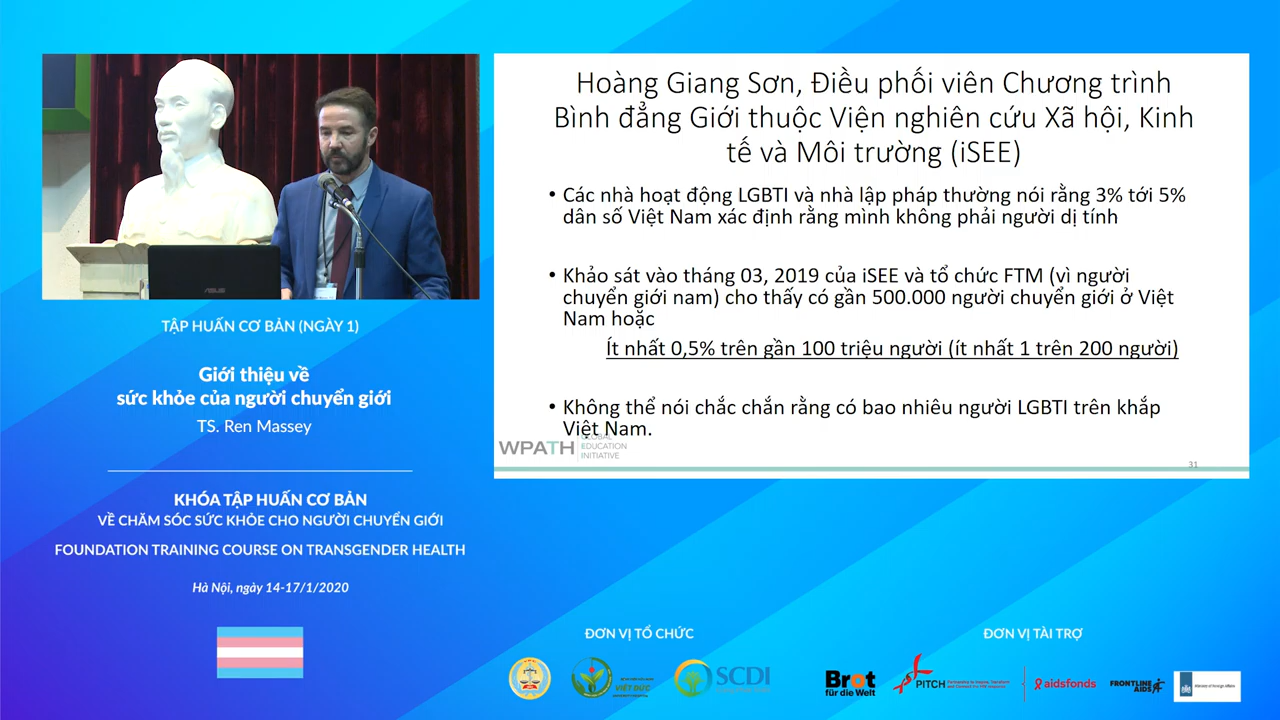 ASUS
TẬP HUẤN CƠ BẢN (NGÀY 1)
Giới thiệu về
sức khỏe của người chuyển giới
TS. Ren Massey
KHÓA TẬP HUẤN CƠ BẢN
VỀ CHĂM SÓC SỨC KHỎE CHO NGƯỜI CHUYỂN GIỚI
FOUNDATION TRAINING COURSE ON TRANSGENDER HEALTH
Hà Nội, ngày 14-17/1/2020
Hoàng Giang Sơn, Điều phối viên Chương trình
Bình đẳng Giới thuộc Viện nghiên cứu Xã hội, Kinh
tế và Môi trường (iSEE)
• Các nhà hoạt động LGBTI và nhà lập pháp thường nói rằng 3% tới 5%
dân số Việt Nam xác định rằng mình không phải người dị tính
• Khảo sát vào tháng 03, 2019 của iSEE và tổ chức FTM (vì người
chuyển giới nam) cho thấy có gần 500.000 người chuyển giới ở Việt
Nam hoặc
Ít nhất 0,5% trên gần 100 triệu người (ít nhất 1 trên 200 người)
• Không thể nói chắc chắn rằng có bao nhiêu người LGBTI trên khắp
Việt Nam.
WPATH
GLOBAL
EDUCATION
INITIATIVE
31
ĐƠN VỊ TỔ CHỨC
VIỆT ĐỨC
SCDI
ĐƠN VỊ TÀI TRỢ
Brot
für die Welt
PITCH
aidsfonds
FRONTLINE
AIDS
Ministry of Foreign Affairs